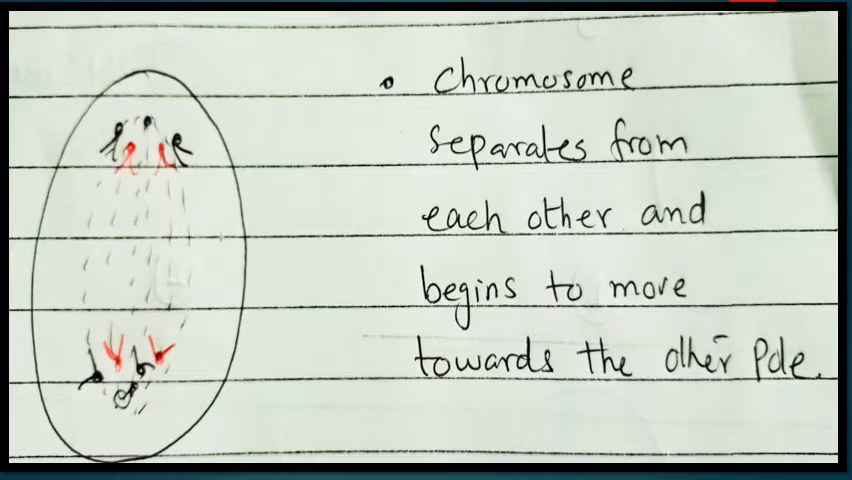 • Chromosome
separates from
each other and
begins to move
towards the other Pole.